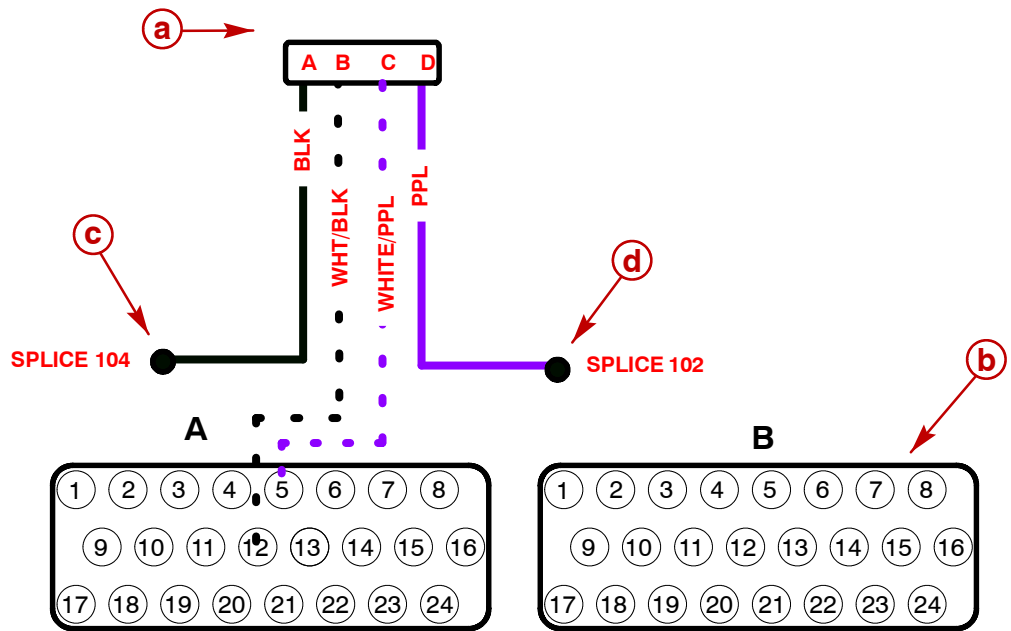 a
A B C D
BLK
WHT/BLK
WHITE/PPL
PPL
c
d
SPLICE 104
SPLICE 102
b
A
B
1 2 3 4 5 6 7 8
9 10 11 12 13 14 15 16
17 18 19 20 21 22 23 24
1 2 3 4 5 6 7 8
9 10 11 12 13 14 15 16
17 18 19 20 21 22 23 24